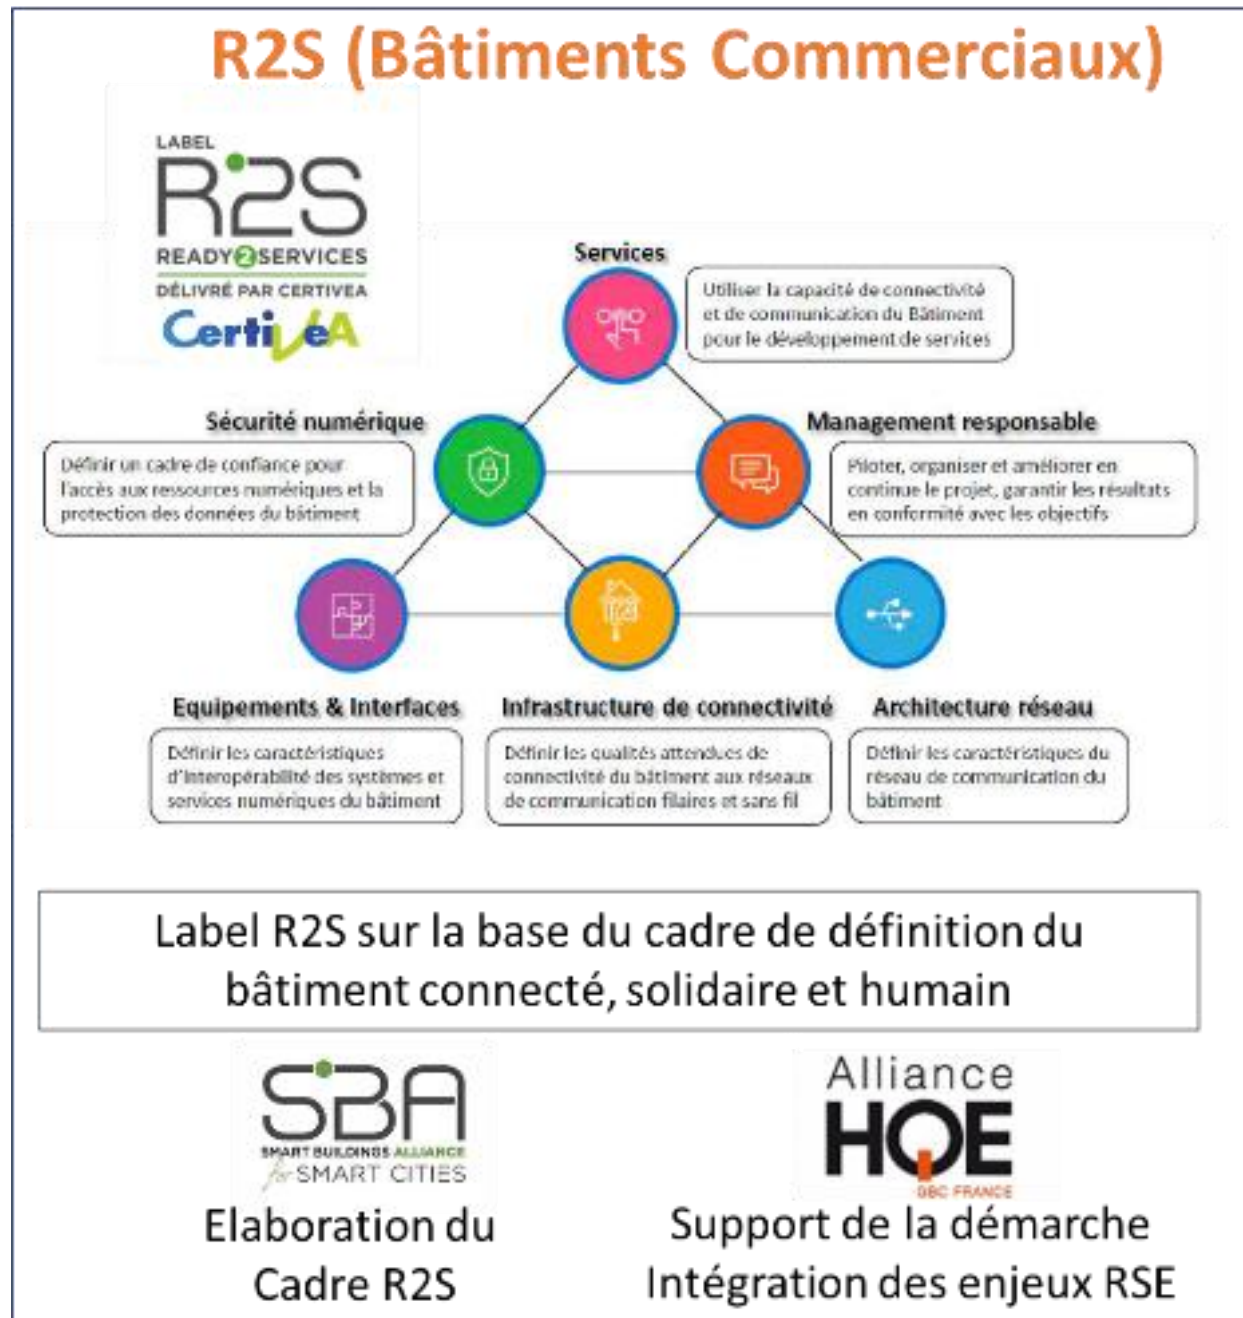 R2S (Bâtiments Commerciaux)
LABEL
R2S
READY2SERVICES
DÉLIVRÉ PAR CERTIVEA
CertiveA
Services
Utiliser la capacité de connectivité
et de communication du Bâtiment
pour le développement de services
Sécurité numérique
Définir un cadre de confiance pour
l'accès aux ressources numériques et la
protection des données du bâtiment
Management responsable
Piloter, organiser et améliorer en
continue le projet, garantir les résultats
en conformité avec les objectifs
Equipements & Interfaces
Définir les caractéristiques
d'interopérabilité des systèmes et
services numériques du bâtiment
Infrastructure de connectivité
Définir les qualités attendues de
connectivité du bâtiment aux réseaux
de communication filaires et sans fil
Architecture réseau
Définir les caractéristiques du
réseau de communication du
bâtiment
Label R2S sur la base du cadre de définition du
bâtiment connecté, solidaire et humain
SBA
SMART BUILDINGS ALLIANCE
for SMART CITIES
Elaboration du
Cadre R2S
Alliance
HQE
GBC FRANCE
Support de la démarche
Intégration des enjeux RSE